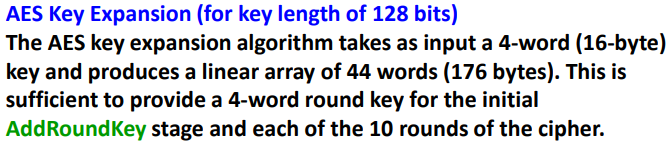 AES Key Expansion (for key length of 128 bits)
The AES key expansion algorithm takes as input a 4-word (16-byte)
key and produces a linear array of 44 words (176 bytes). This is
sufficient to provide a 4-word round key for the initial
AddRoundKey stage and each of the 10 rounds of the cipher.